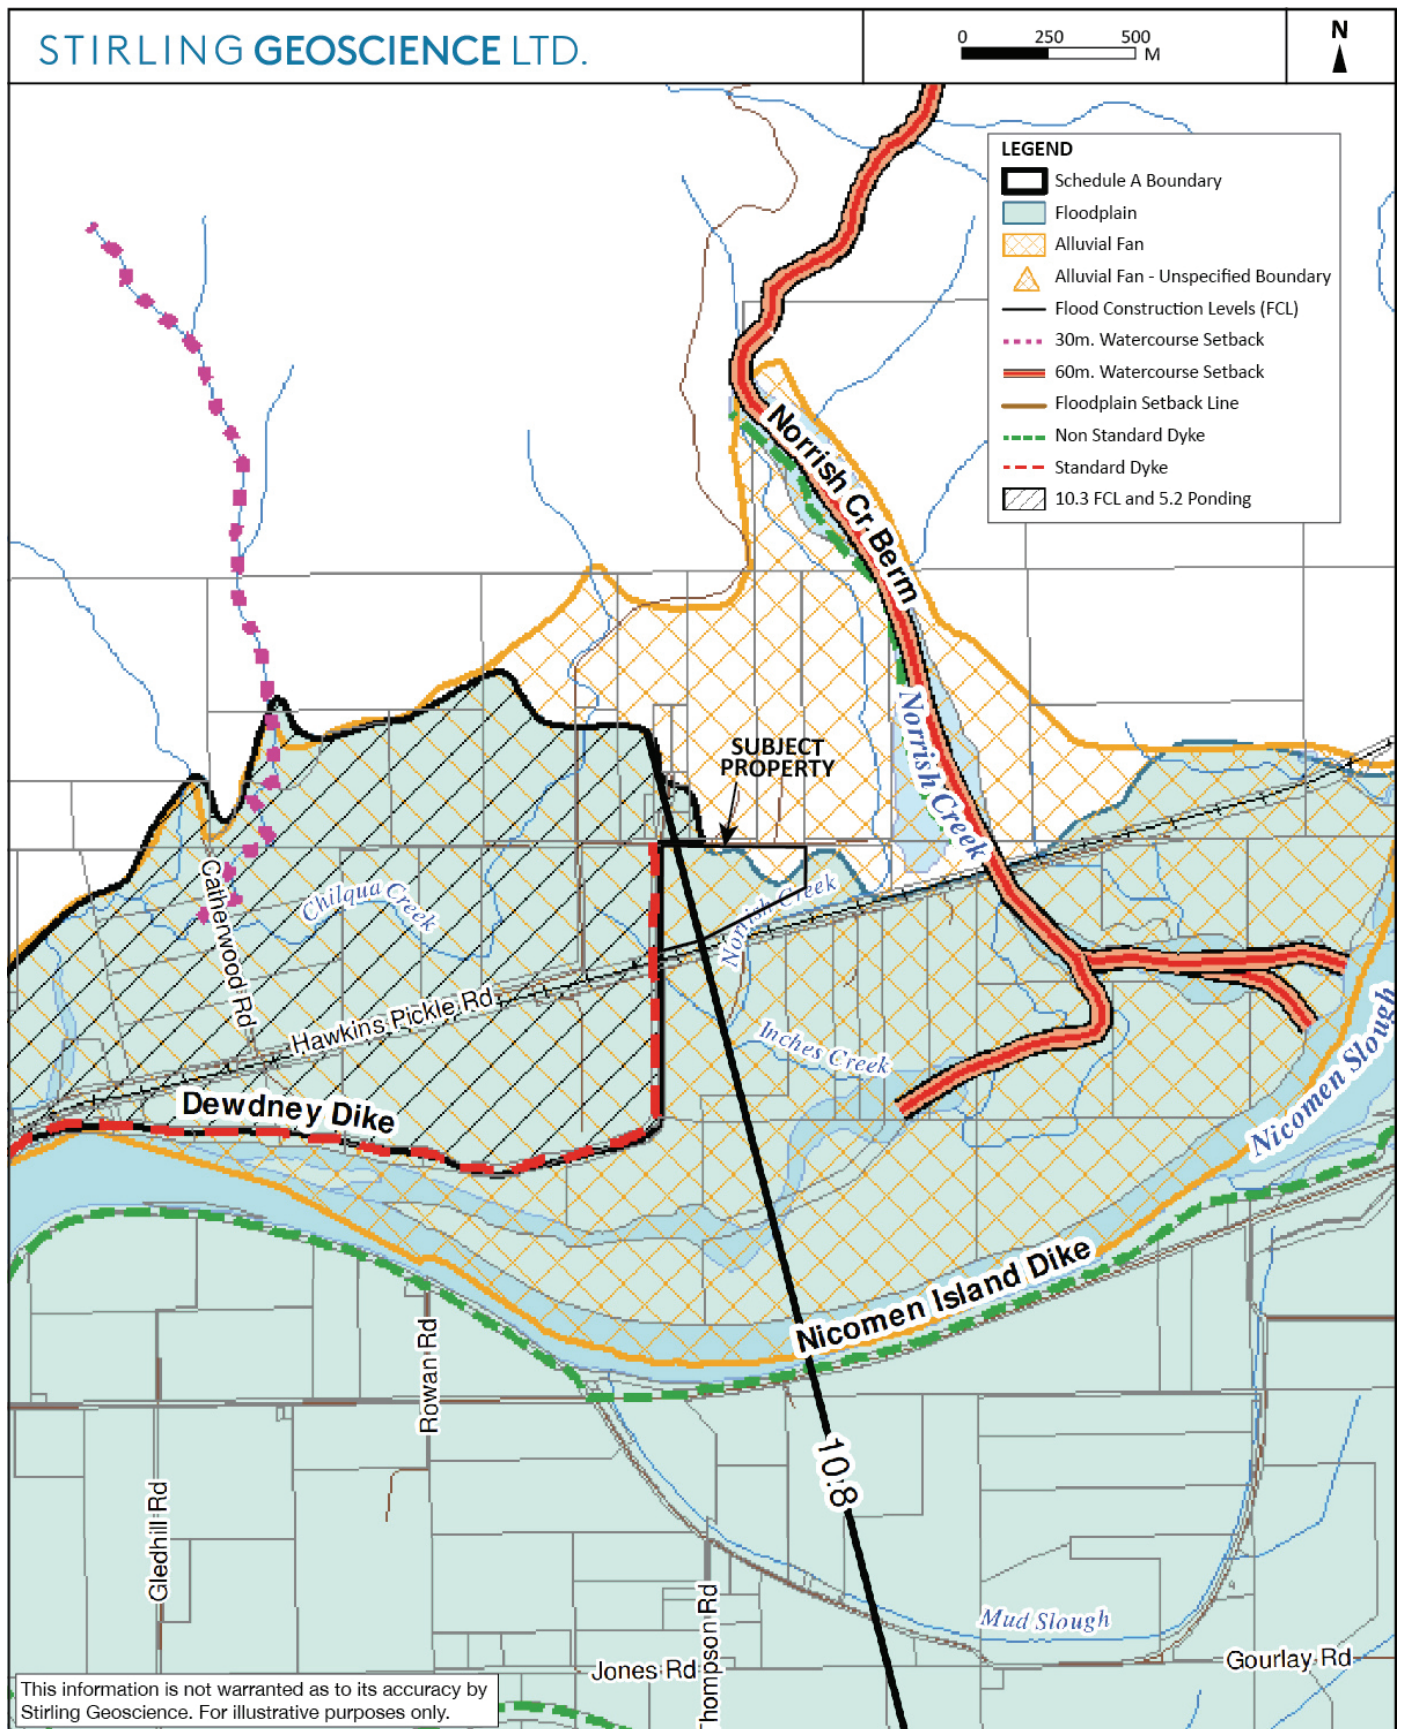 STIRLING GEOSCIENCE LTD.
0 250 500
M
N
LEGEND
Schedule A Boundary
Floodplain
Alluvial Fan
Alluvial Fan - Unspecified Boundary
Flood Construction Levels (FCL)
30m. Watercourse Setback
60m. Watercourse Setback
Floodplain Setback Line
Non Standard Dyke
Standard Dyke
10.3 FCL and 5.2 Ponding
Norrish Cr. Berm
Norrish Creek
SUBJECT
PROPERTY
Catherwood Rd
Chilqua Creek
Norrish Creek
Hawkins Pickle Rd
Inches Creek
Nicomen Slough
Dewdney Dike
Nicomen Island Dike
Rowan Rd
10.8
Gledhill Rd
Thompson Rd
Mud Slough
Jones Rd
Gourlay Rd
This information is not warranted as to its accuracy by
Stirling Geoscience. For illustrative purposes only.